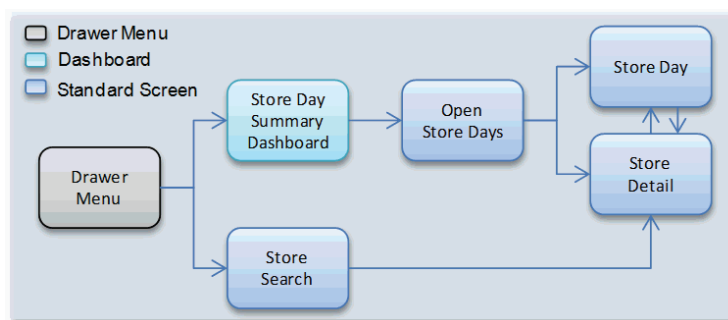 Drawer Menu
Dashboard
Standard Screen
Store Day
Summary
Dashboard
Open
Store Days
Store Day
Store
Detail
Drawer
Menu
Store
Search